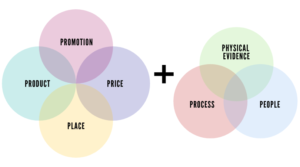 PROMOTION
PRODUCT
PRICE
PLACE
+
PHYSICAL
EVIDENCE
PROCESS
PEOPLE